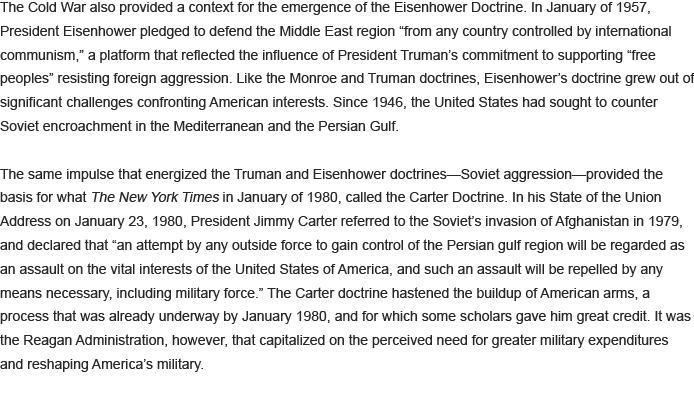 The Cold War also provided a context for the emergence of the Eisenhower Doctrine. In January of 1957,
President Eisenhower pledged to defend the Middle East region “from any country controlled by international
communism,” a platform that reflected the influence of President Truman’s commitment to supporting “free
peoples” resisting foreign aggression. Like the Monroe and Truman doctrines, Eisenhower’s doctrine grew out of
significant challenges confronting American interests. Since 1946, the United States had sought to counter
Soviet encroachment in the Mediterranean and the Persian Gulf.
The same impulse that energized the Truman and Eisenhower doctrines—Soviet aggression—provided the
basis for what The New York Times in January of 1980, called the Carter Doctrine. In his State of the Union
Address on January 23, 1980, President Jimmy Carter referred to the Soviet’s invasion of Afghanistan in 1979,
and declared that “an attempt by any outside force to gain control of the Persian gulf region will be regarded as
an assault on the vital interests of the United States of America, and such an assault will be repelled by any
means necessary, including military force.” The Carter doctrine hastened the buildup of American arms, a
process that was already underway by January 1980, and for which some scholars gave him great credit. It was
the Reagan Administration, however, that capitalized on the perceived need for greater military expenditures
and reshaping America’s military.